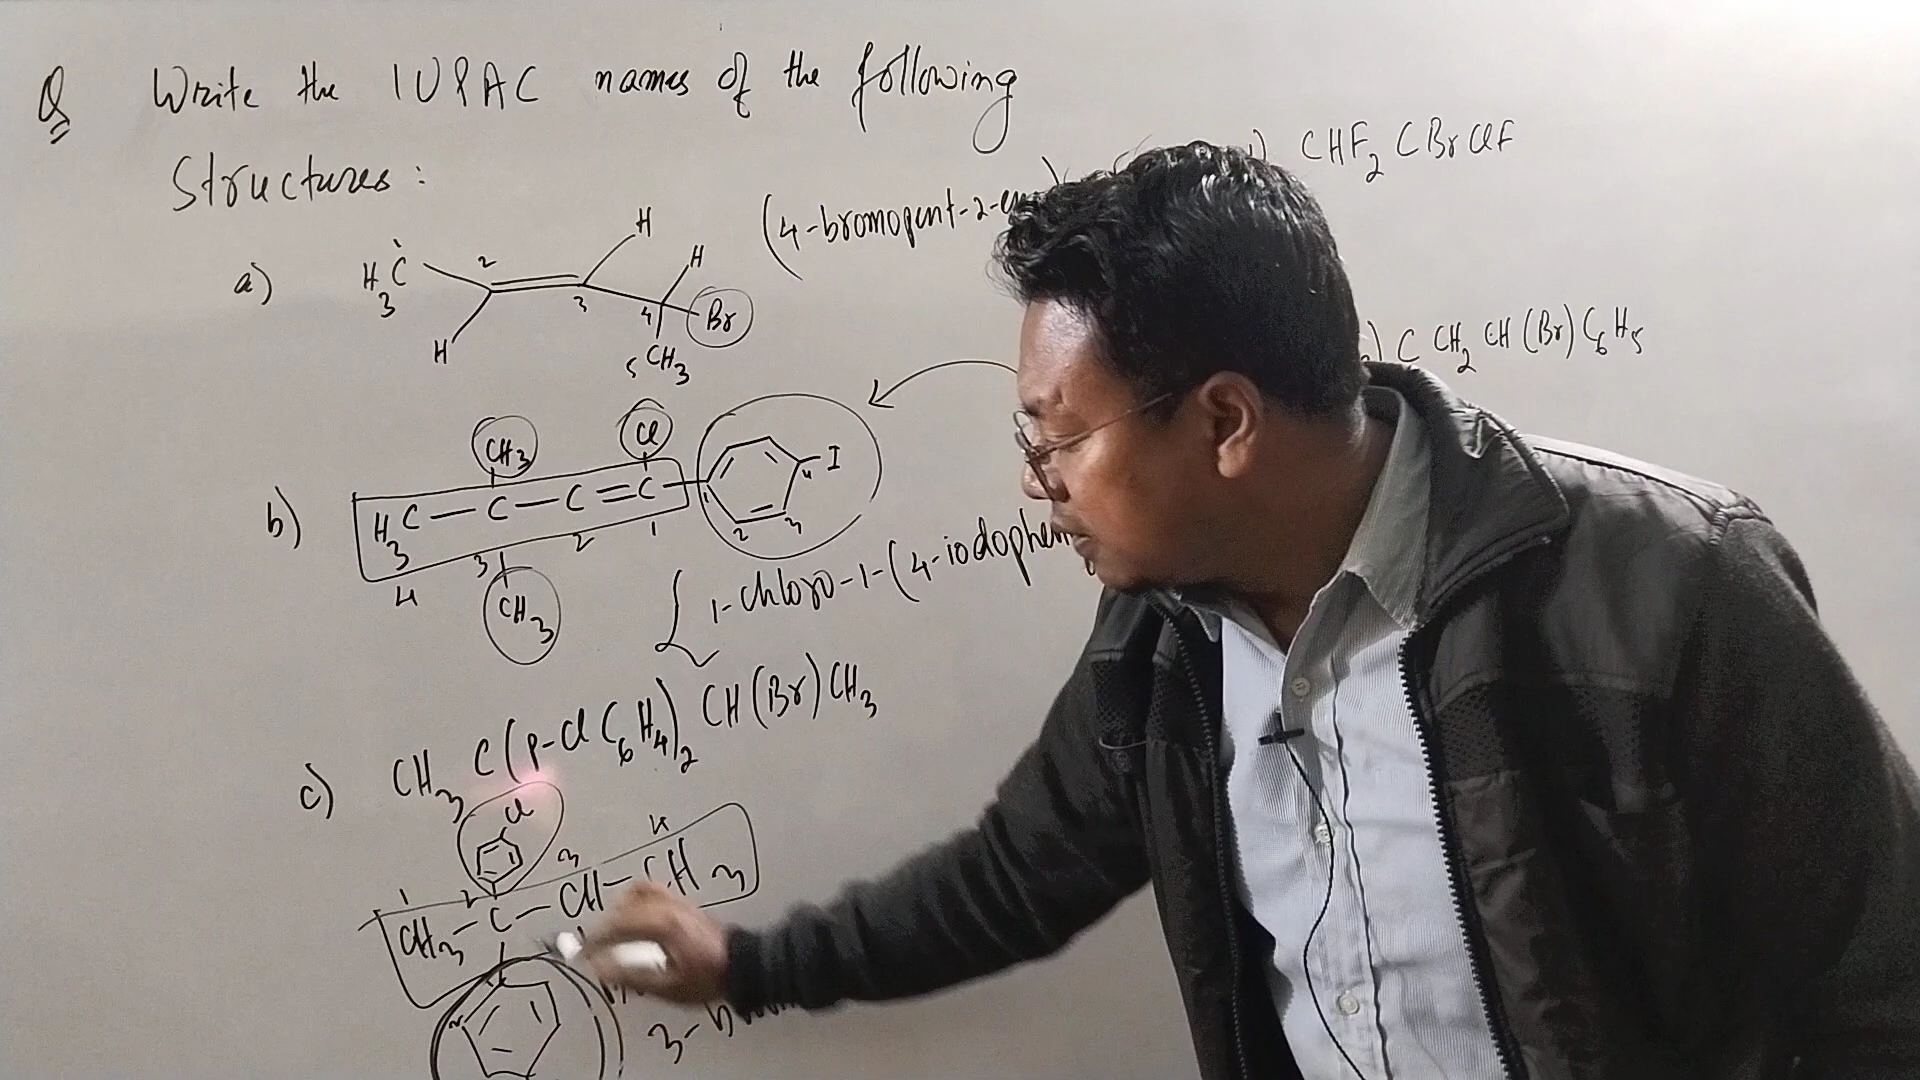 Q Write the IUPAC names of the following
Structures :
a) H3C 1 2 3 4 5 CH3 H H H Br
(4-bromopent-2-
CHF2 CBrClF
b) H3C — C — C = C CH3 CH3 Cl I
4 3 2 1
1 2 3 4
1-chloro-1-(4-iodophen
C CH2 CH(Br) C6H5
c) CH3 C(p-Cl C6H4)2 CH(Br) CH3
Cl
1 2 3 4
CH3 — C — CH — CH3
3-b